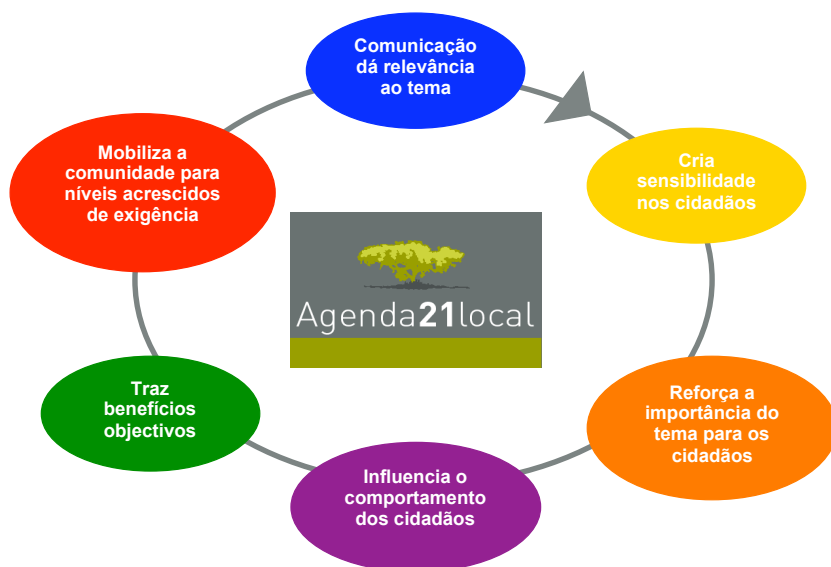 Comunicação
dá relevância
ao tema
Cria
sensibilidade
nos cidadãos
Reforça a
importância do
tema para os
cidadãos
Influencia o
comportamento
dos cidadãos
Traz
benefícios
objectivos
Mobiliza a
comunidade para
níveis acrescidos
de exigência
Agenda21local